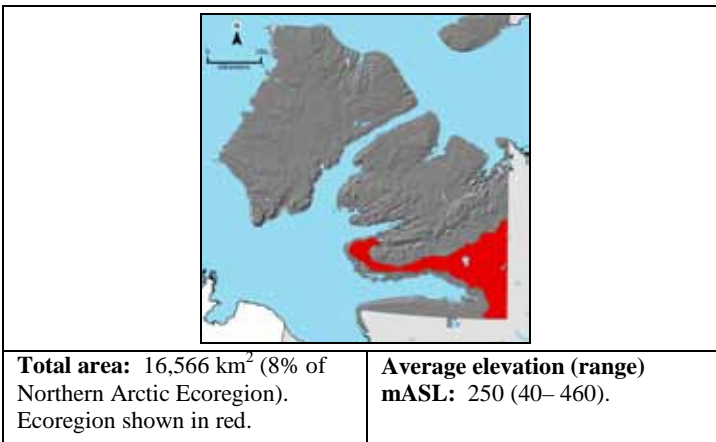 N
Total area: 16,566 km² (8% of
Northern Arctic Ecoregion).
Ecoregion shown in red.
Average elevation (range)
mASL: 250 (40– 460).